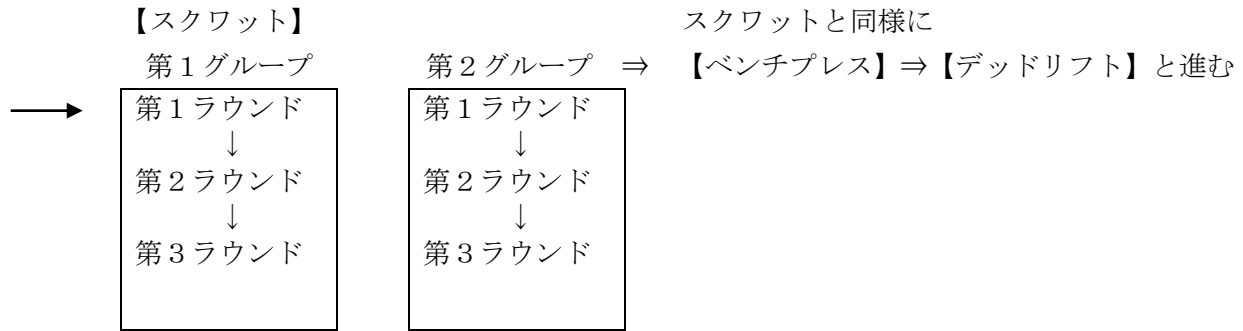 【スクワット】 スクワットと同様に
第１グループ 第２グループ ⇒ 【ベンチプレス】⇒【デッドリフト】と進む
第１ラウンド 第１ラウンド
↓ ↓
第２ラウンド 第２ラウンド
↓ ↓
第３ラウンド 第３ラウンド